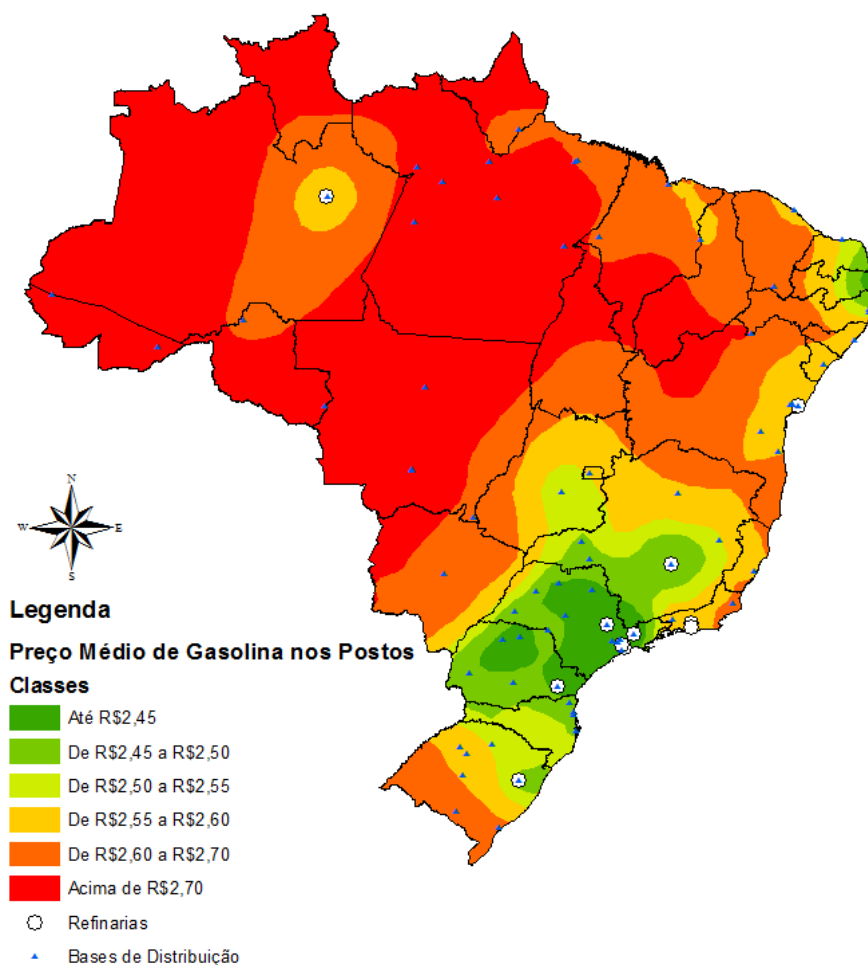 N
W E
S
Legenda
Preço Médio de Gasolina nos Postos
Classes
Até R$2,45
De R$2,45 a R$2,50
De R$2,50 a R$2,55
De R$2,55 a R$2,60
De R$2,60 a R$2,70
Acima de R$2,70
Refinarias
Bases de Distribuição